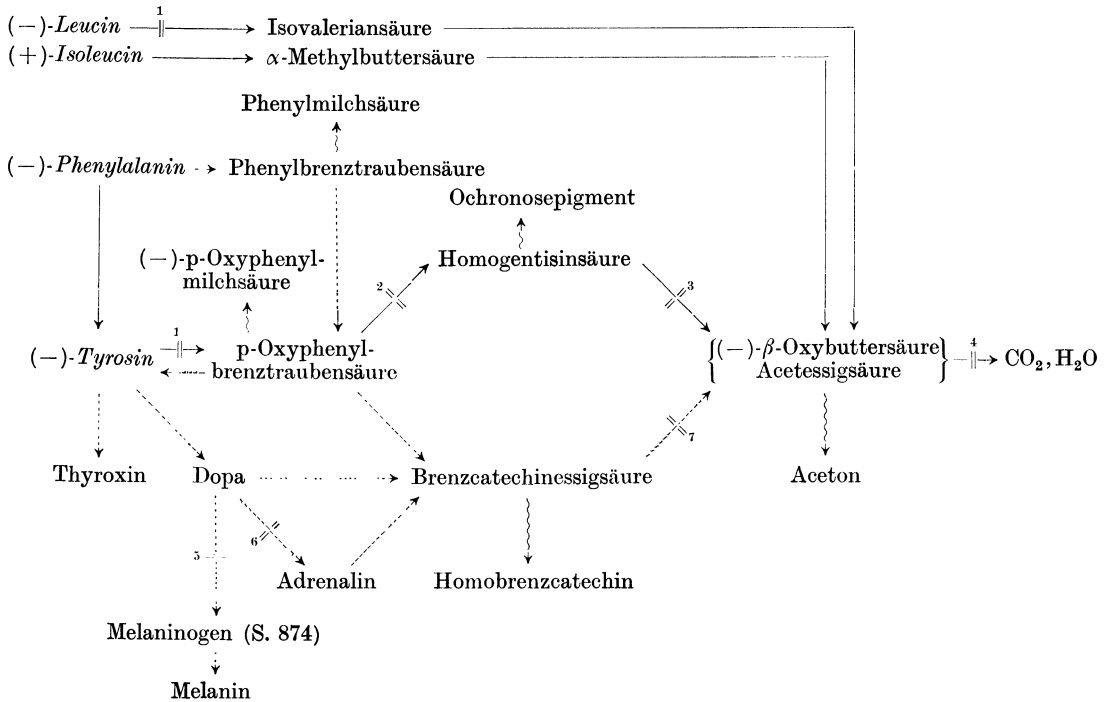 1
(−)-Leucin Isovaleriansäure
(+)-Isoleucin α-Methylbuttersäure
Phenylmilchsäure
(−)-Phenylalanin Phenylbrenztraubensäure
Ochronosepigment
(−)-p-Oxyphenyl-
milchsäure
Homogentisinsäure
2
3
1
(−)-Tyrosin
p-Oxyphenyl-
brenztraubensäure
{(−)-β-Oxybuttersäure
Acetessigsäure}
4
CO₂, H₂O
7
Thyroxin Dopa Brenzcatechinessigsäure Aceton
6
5
Adrenalin Homobrenzcatechin
Melaninogen (S. 874)
Melanin